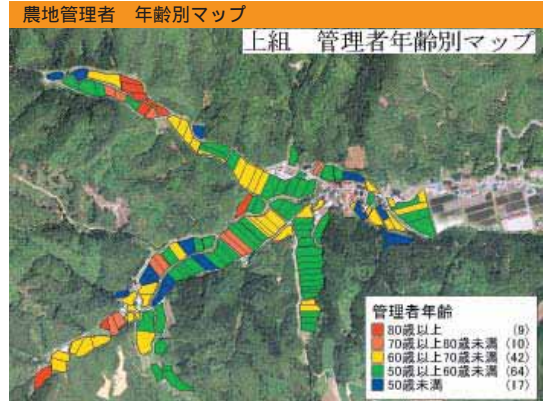 農地管理者　年齢別マップ
上組　管理者年齢別マップ
管理者年齢
80歳以上 (9)
70歳以上80歳未満 (10)
60歳以上70歳未満 (42)
50歳以上60歳未満 (64)
50歳未満 (17)